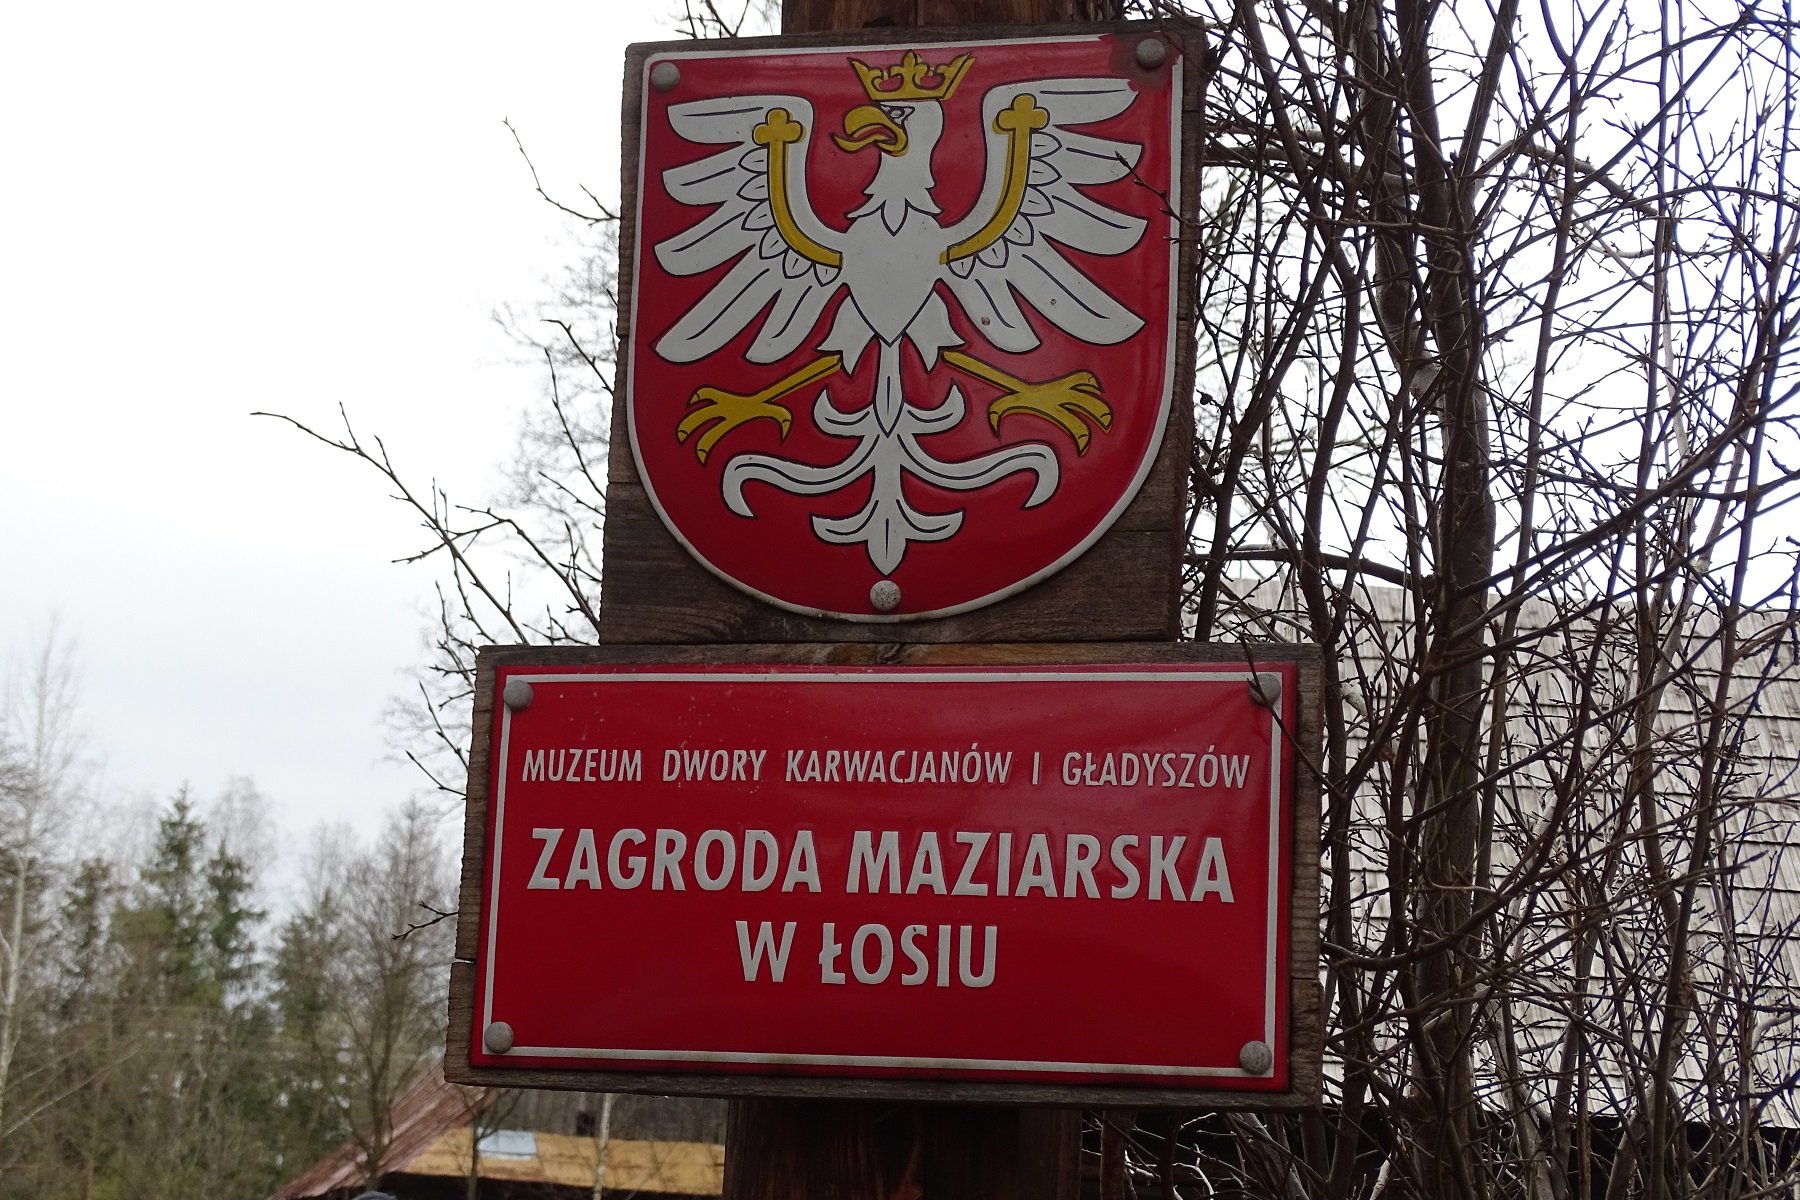 MUZEUM DWORY KARWACJANÓW I GŁADYSZÓW
ZAGRODA MAZIARSKA
W ŁOSIU